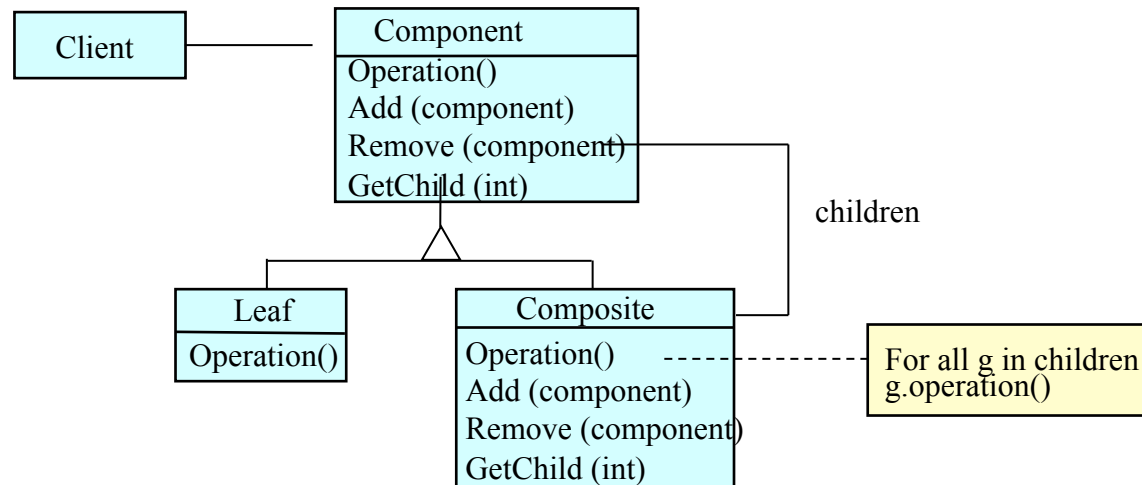 Client
Component
Operation()
Add (component)
Remove (component)
GetChild (int)
children
Leaf
Operation()
Composite
Operation()
Add (component)
Remove (component)
GetChild (int)
For all g in children
g.operation()